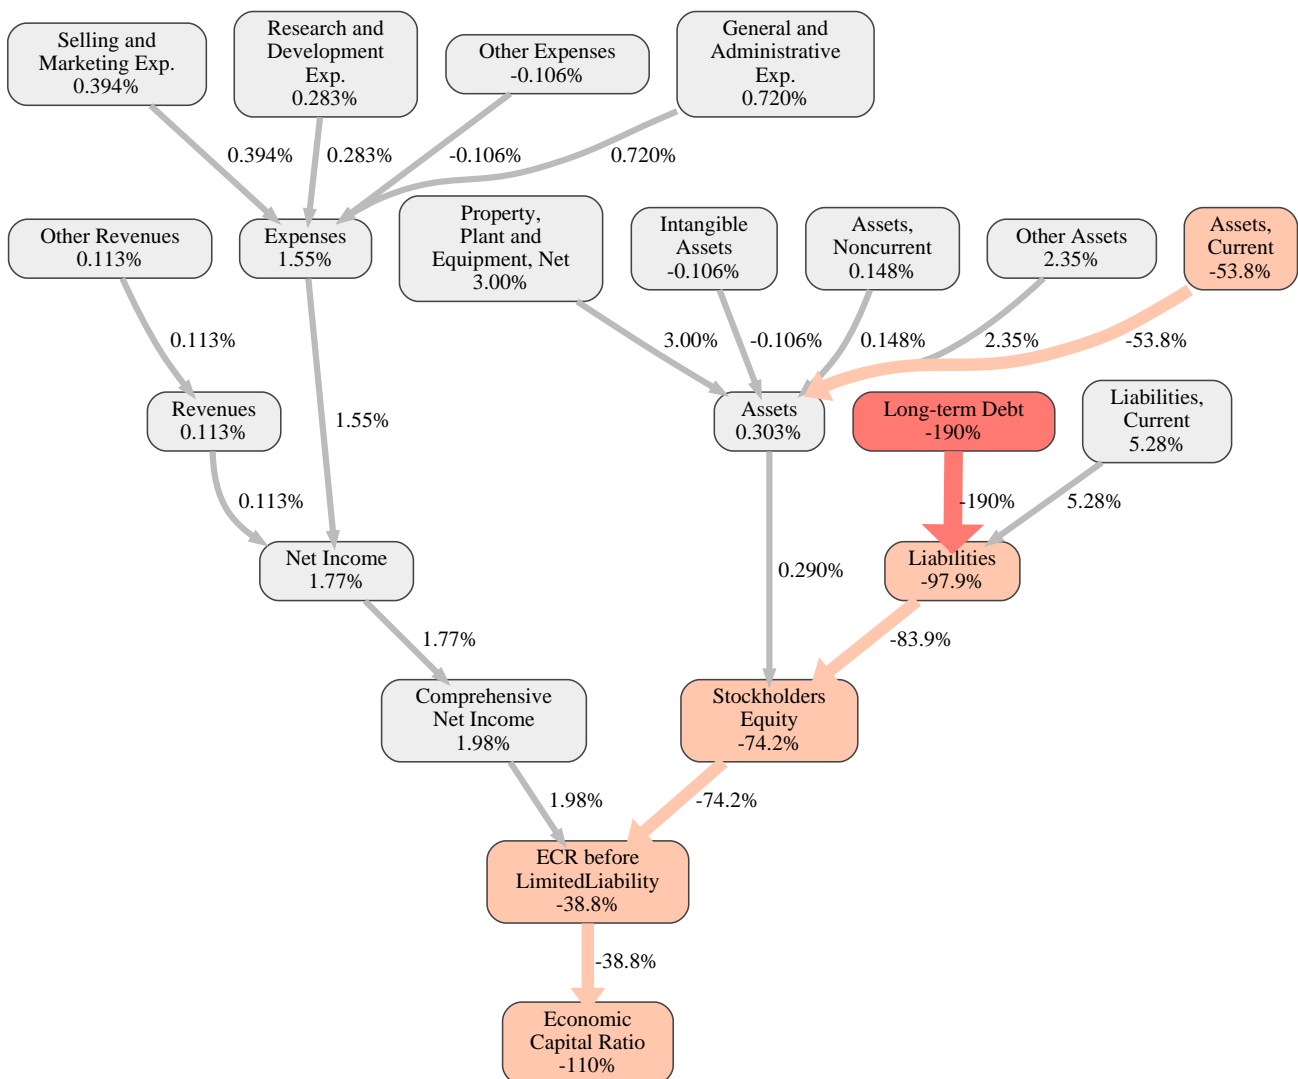 Selling and
Marketing Exp.
0.394%
Research and
Development
Exp.
0.283%
Other Expenses
-0.106%
General and
Administrative
Exp.
0.720%
0.394%
0.283%
-0.106%
0.720%
Other Revenues
0.113%
Expenses
1.55%
Property,
Plant and
Equipment, Net
3.00%
Intangible
Assets
-0.106%
Assets,
Noncurrent
0.148%
Other Assets
2.35%
Assets,
Current
-53.8%
0.113%
3.00%
-0.106%
0.148%
2.35%
-53.8%
Revenues
0.113%
1.55%
Assets
0.303%
Long-term Debt
-190%
Liabilities,
Current
5.28%
0.113%
-190%
5.28%
Net Income
1.77%
0.290%
Liabilities
-97.9%
1.77%
-83.9%
Comprehensive
Net Income
1.98%
Stockholders
Equity
-74.2%
1.98%
-74.2%
ECR before
LimitedLiability
-38.8%
-38.8%
Economic
Capital Ratio
-110%